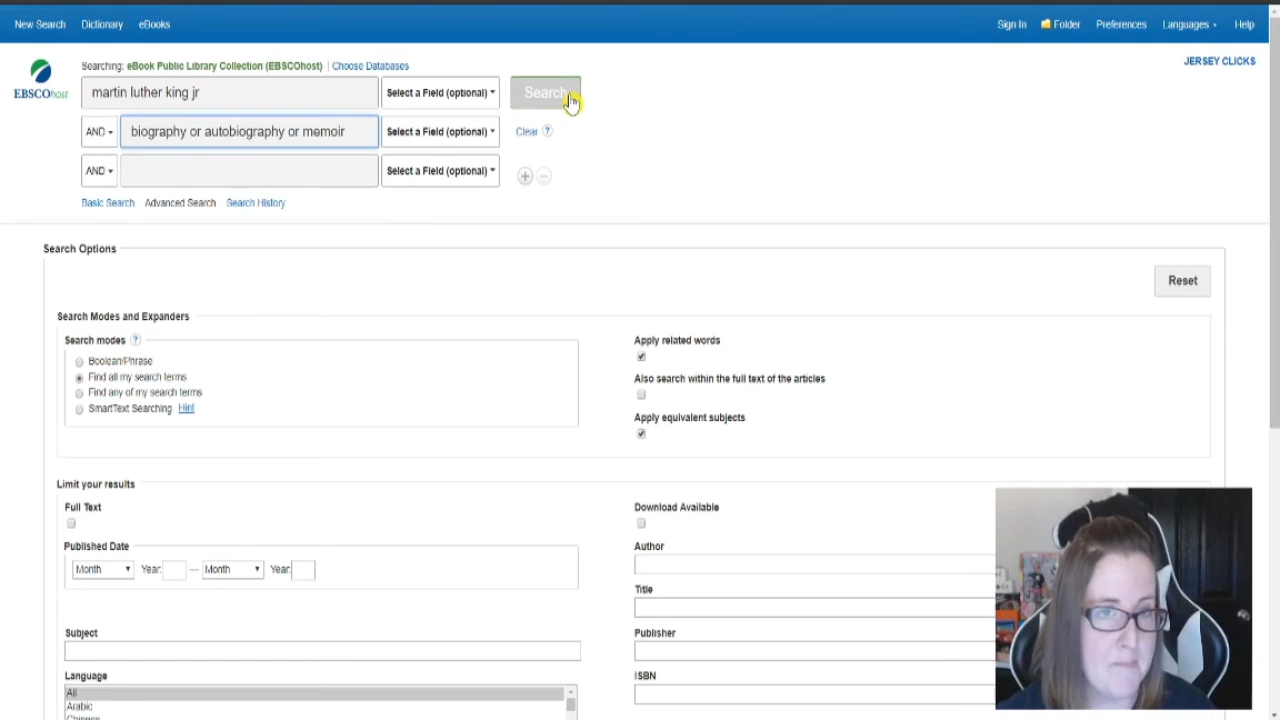 New Search Dictionary eBooks Sign In Folder Preferences Languages Help
JERSEY CLICKS
EBSCOhost
Searching: eBook Public Library Collection (EBSCOhost) Choose Databases
martin luther king jr Select a Field (optional) Search
AND biography or autobiography or memoir Select a Field (optional) Clear ?
AND Select a Field (optional) + −
Basic Search Advanced Search Search History
Search Options
Reset
Search Modes and Expanders
Search modes ?
Boolean/Phrase
Find all my search terms
Find any of my search terms
SmartText Searching Hint
Apply related words
Also search within the full text of the articles
Apply equivalent subjects
Limit your results
Full Text
Published Date
Month Year: — Month Year:
Subject
Language
All
Arabic
Chinese
Download Available
Author
Title
Publisher
ISBN